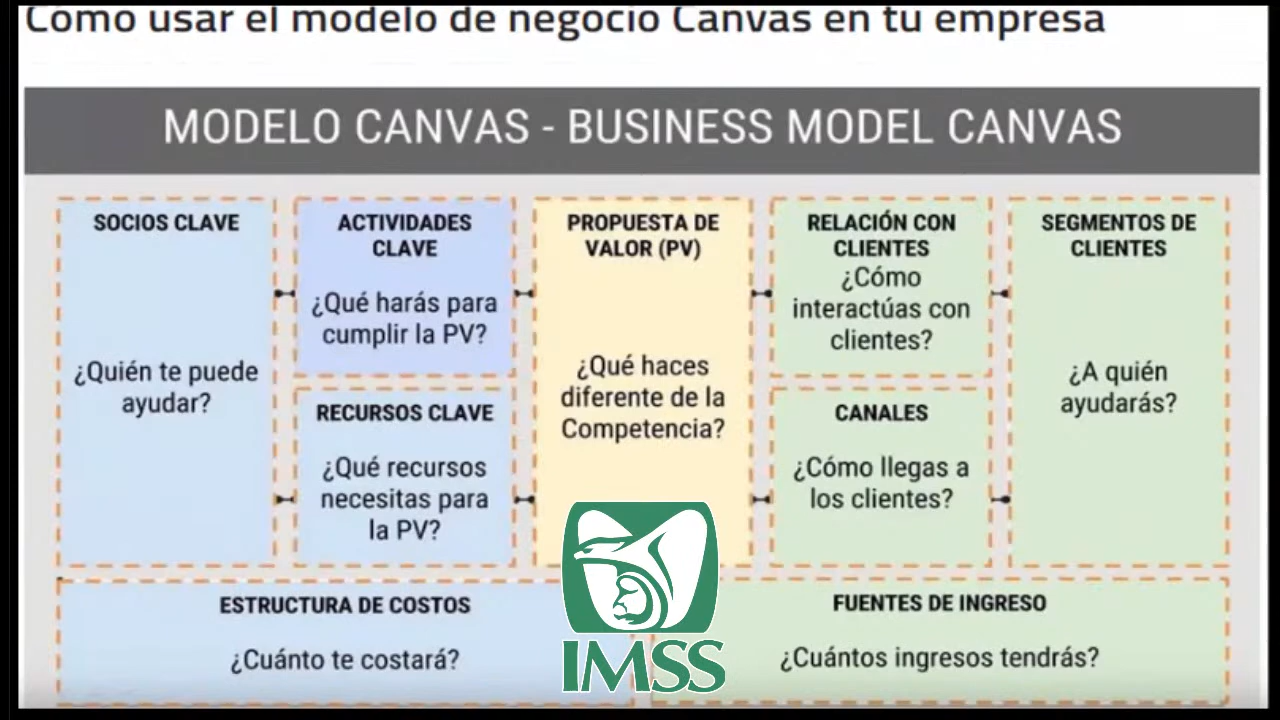 Cómo usar el modelo de negocio Canvas en tu empresa
MODELO CANVAS - BUSINESS MODEL CANVAS
SOCIOS CLAVE
¿Quién te puede
ayudar?
ACTIVIDADES
CLAVE
¿Qué harás para
cumplir la PV?
RECURSOS CLAVE
¿Qué recursos
necesitas para
la PV?
PROPUESTA DE
VALOR (PV)
¿Qué haces
diferente de la
Competencia?
RELACIÓN CON
CLIENTES
¿Cómo
interactúas con
clientes?
CANALES
¿Cómo llegas a
los clientes?
SEGMENTOS DE
CLIENTES
¿A quién
ayudarás?
ESTRUCTURA DE COSTOS
¿Cuánto te costará?
FUENTES DE INGRESO
¿Cuántos ingresos tendrás?
IMSS